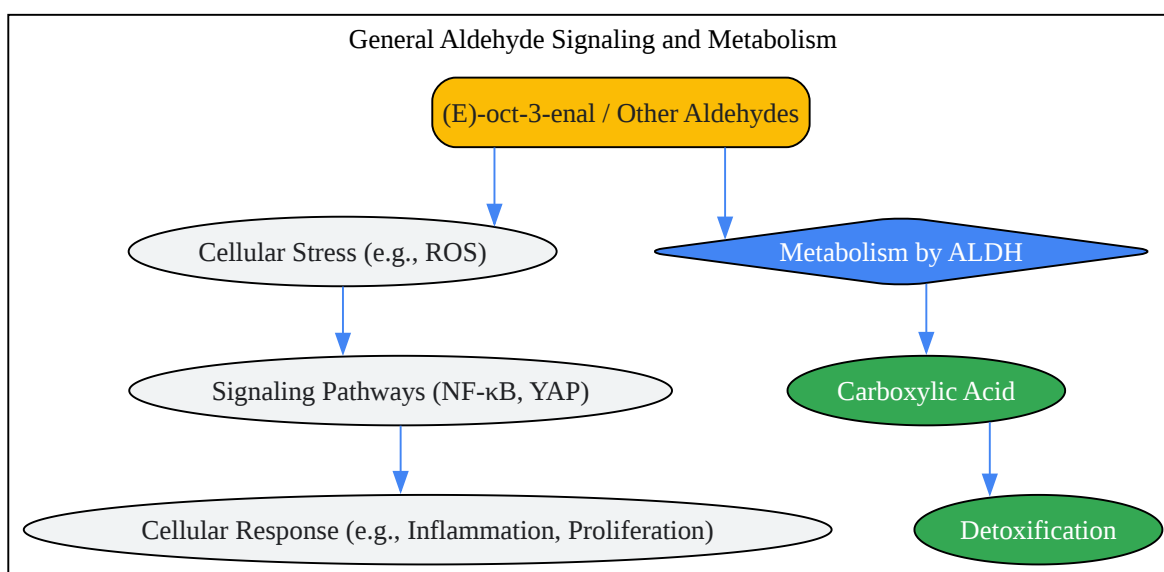 General Aldehyde Signaling and Metabolism
(E)-oct-3-enal / Other Aldehydes
Cellular Stress (e.g., ROS)
Metabolism by ALDH
Signaling Pathways (NF-κB, YAP)
Carboxylic Acid
Cellular Response (e.g., Inflammation, Proliferation)
Detoxification